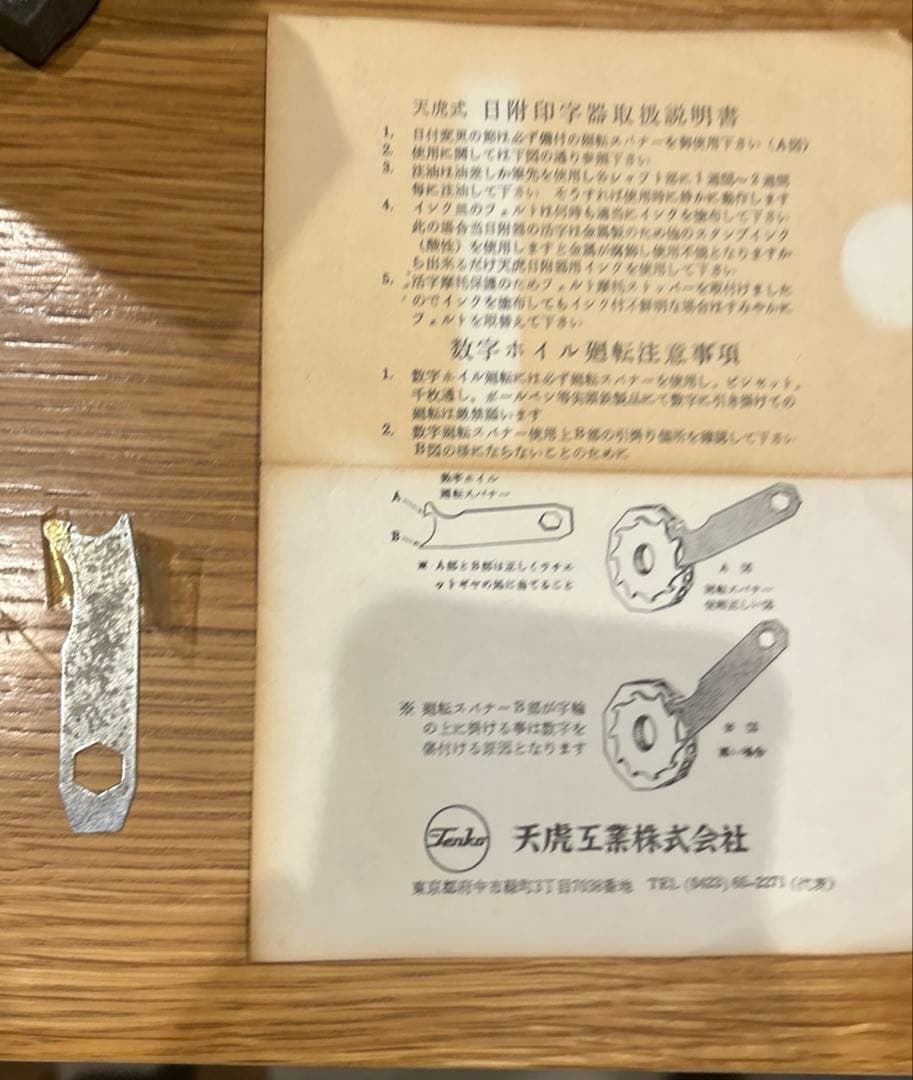 天虎式 日附印字器取扱説明書
1. 日付変更の節は必ず備付の廻転スパナーを御使用下さい(A図)
2. 使用に関しては下図の通り参照下さい
3. 注油は油差しか筆先を使用し各シャフト部に1週間〜2週間
毎に注油して下さい そうすれば使用時に静かに動作します
4. インク皿のフェルトは何時も適当にインクを塗布して下さい
此の場合当日附器の活字は金属製のため他のスタンプインク
(酸性)を使用しますと金属が腐蝕し使用不能となりますか
ら出来るだけ天虎日附器用インクを使用して下さい
5. 活字摩耗保護のためフェルト摩耗ストッパーを取付けました
のでインクを塗布してもインク付不鮮明な場合はすみやかに
フェルトを取替えて下さい
数字ホイル廻転注意事項
1. 数字ホイル廻転には必ず廻転スパナーを使用し、ピンセット、
千枚通し、ボールペン等尖頭鉄製品にて数字に引き掛けての
廻転は厳禁願います
2. 数字廻転スパナー使用上B部の引掛り個所を確認して下さい
B図の様にならないことのために
数字ホイル
廻転スパナー
A
B
※ A部とB部は正しくラチェ
ットギヤの処に当てること
A 図
廻転スパナー
使用正しい図
※ 廻転スパナーB部が字輪
の上に掛ける事は数字を
傷付ける原因となります
B 図
悪い場合
Tenko 天虎工業株式会社
東京都府中市緑町3丁目 番地 TEL (0423) (代表)